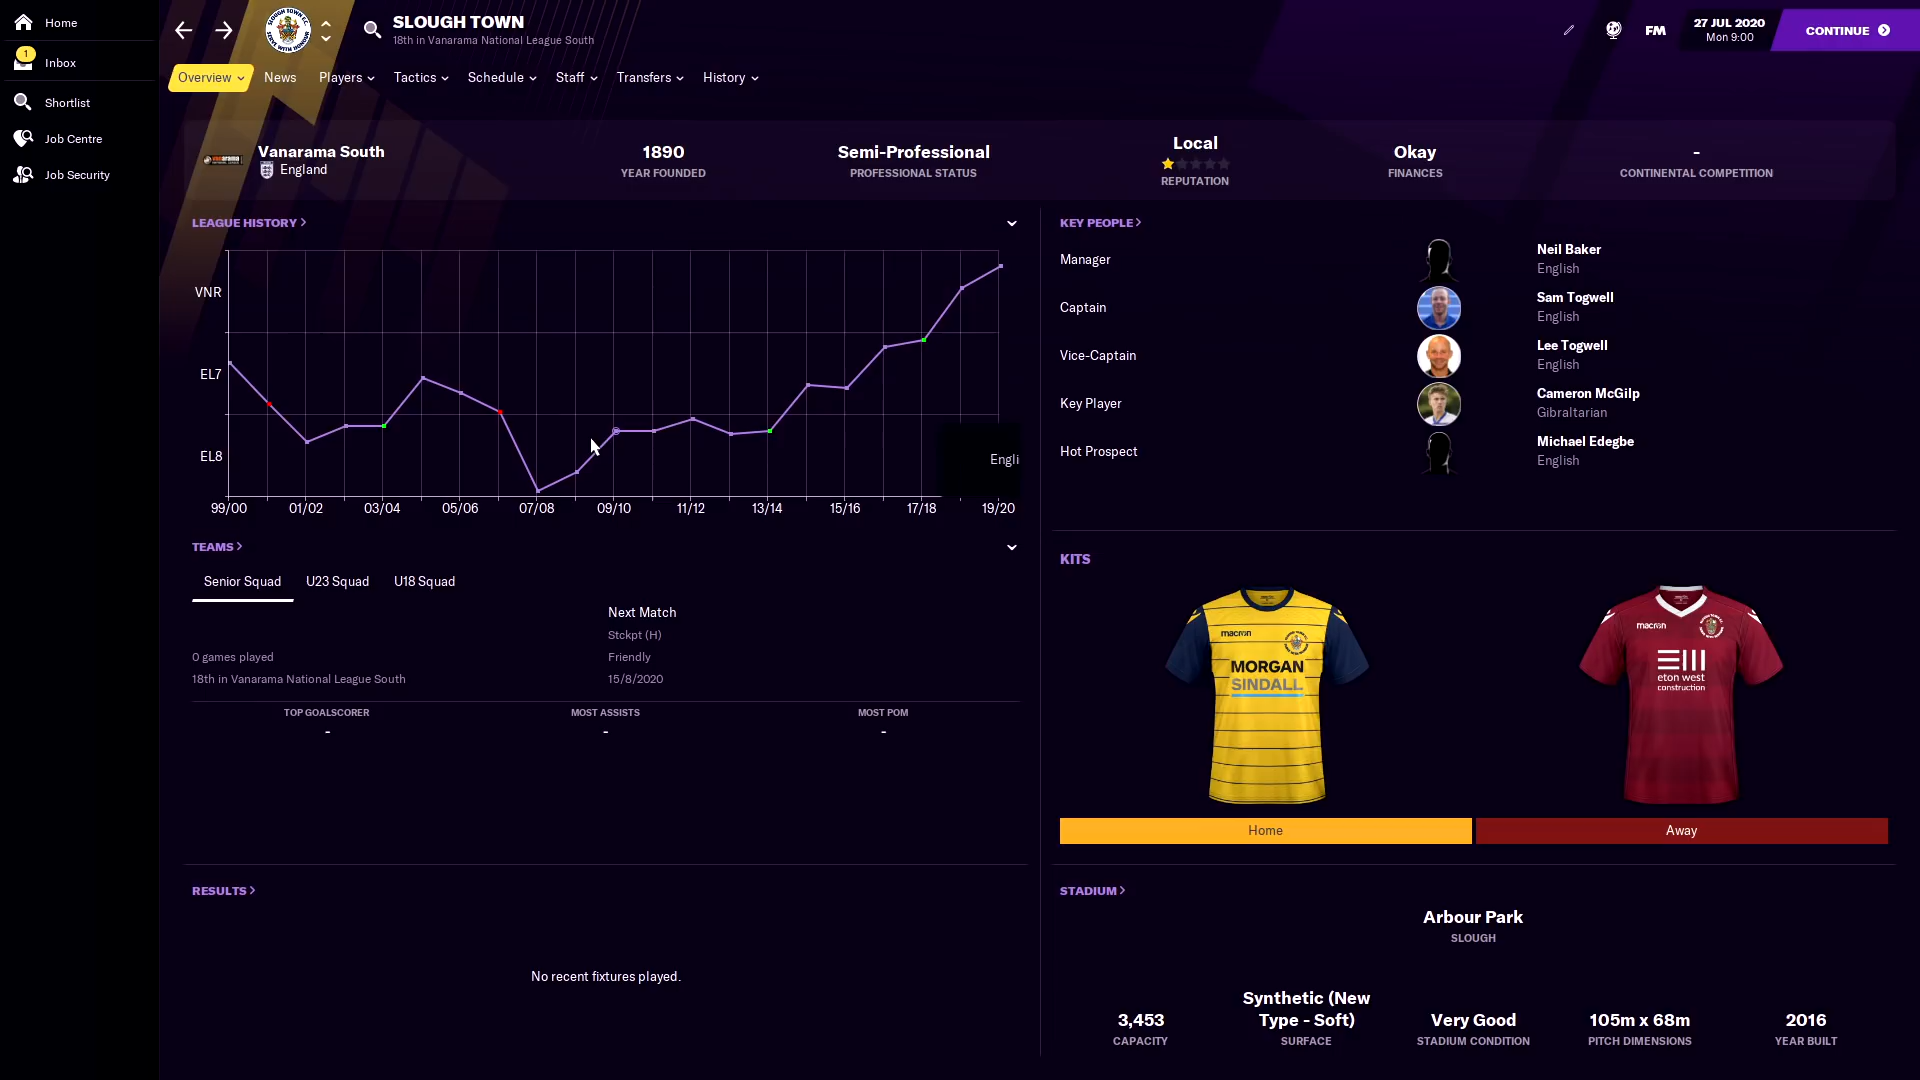 Home
1
Inbox
Shortlist
Job Centre
Job Security
SLOUGH TOWN
18th in Vanarama National League South
FM
27 JUL 2020
Mon 9:00
CONTINUE
Overview
News
Players
Tactics
Schedule
Staff
Transfers
History
Vanarama South
England
1890
YEAR FOUNDED
Semi-Professional
PROFESSIONAL STATUS
Local
REPUTATION
Okay
FINANCES
-
CONTINENTAL COMPETITION
LEAGUE HISTORY
VNR
EL7
EL8
Engli
99/00 01/02 03/04 05/06 07/08 09/10 11/12 13/14 15/16 17/18 19/20
KEY PEOPLE
Manager
Neil Baker
English
Captain
Sam Togwell
English
Vice-Captain
Lee Togwell
English
Key Player
Cameron McGilp
Gibraltarian
Hot Prospect
Michael Edegbe
English
TEAMS
Senior Squad
U23 Squad
U18 Squad
Next Match
Stckpt (H)
0 games played
Friendly
18th in Vanarama National League South
15/8/2020
TOP GOALSCORER
-
MOST ASSISTS
-
MOST POM
-
KITS
macron
MORGAN
SINDALL
macron
eton west
construction
Home
Away
RESULTS
No recent fixtures played.
STADIUM
Arbour Park
SLOUGH
3,453
CAPACITY
Synthetic (New
Type - Soft)
SURFACE
Very Good
STADIUM CONDITION
105m x 68m
PITCH DIMENSIONS
2016
YEAR BUILT